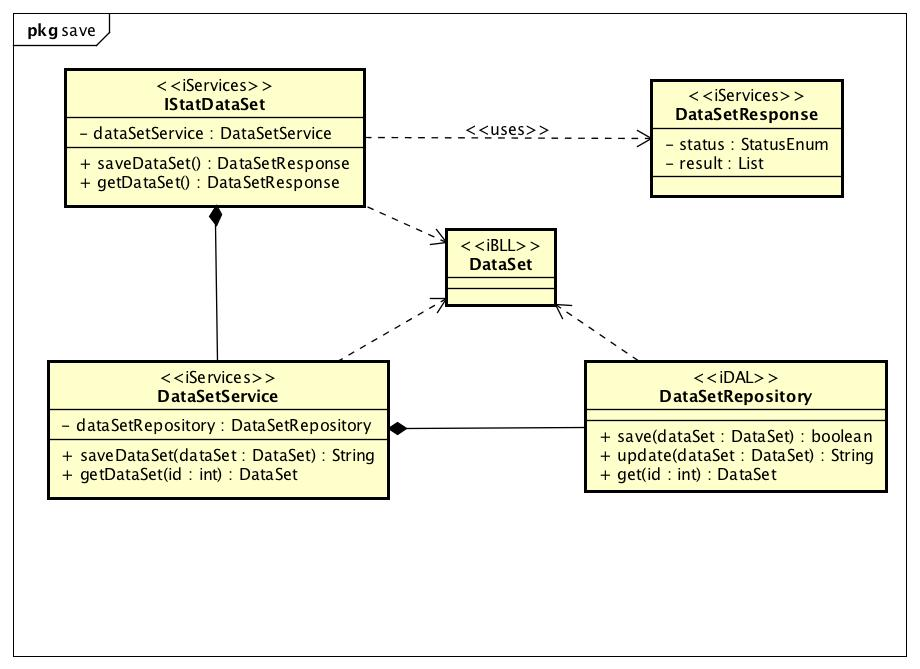 pkg save
<<iServices>>
IStatDataSet
– dataSetService : DataSetService
+ saveDataSet() : DataSetResponse
+ getDataSet() : DataSetResponse
<<uses>>
<<iServices>>
DataSetResponse
– status : StatusEnum
– result : List
<<iBLL>>
DataSet
<<iServices>>
DataSetService
– dataSetRepository : DataSetRepository
+ saveDataSet(dataSet : DataSet) : String
+ getDataSet(id : int) : DataSet
<<iDAL>>
DataSetRepository
+ save(dataSet : DataSet) : boolean
+ update(dataSet : DataSet) : String
+ get(id : int) : DataSet